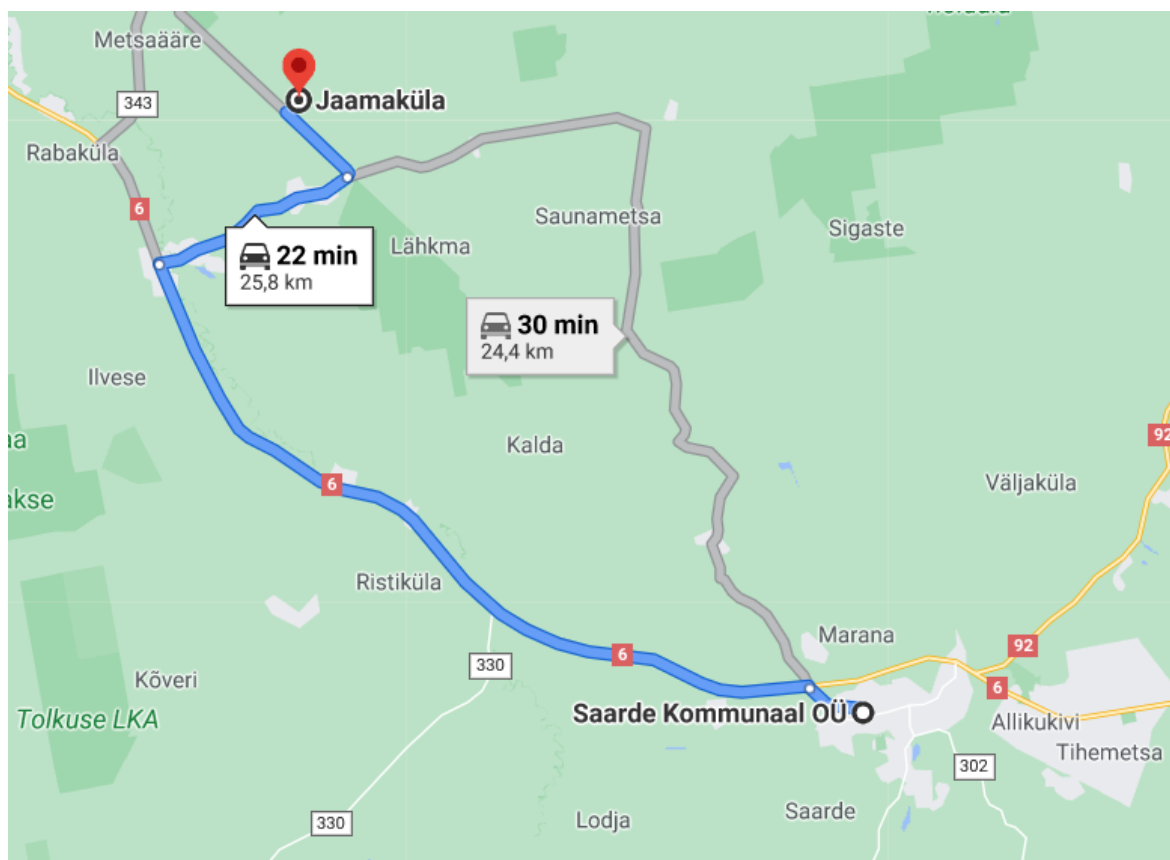 Metsaääre
Jaamaküla
343
Rabaküla
6
Saunametsa
Sigaste
Lähkma
22 min
25,8 km
30 min
24,4 km
Ilvese
Kalda
92
aa
Väljaküla
6
akse
Ristiküla
Marana
92
6
330
Kõveri
6
Tolkuse LKA
Saarde Kommunaal OÜ
Allikukivi
Tihemetsa
302
Saarde
330
Lodja